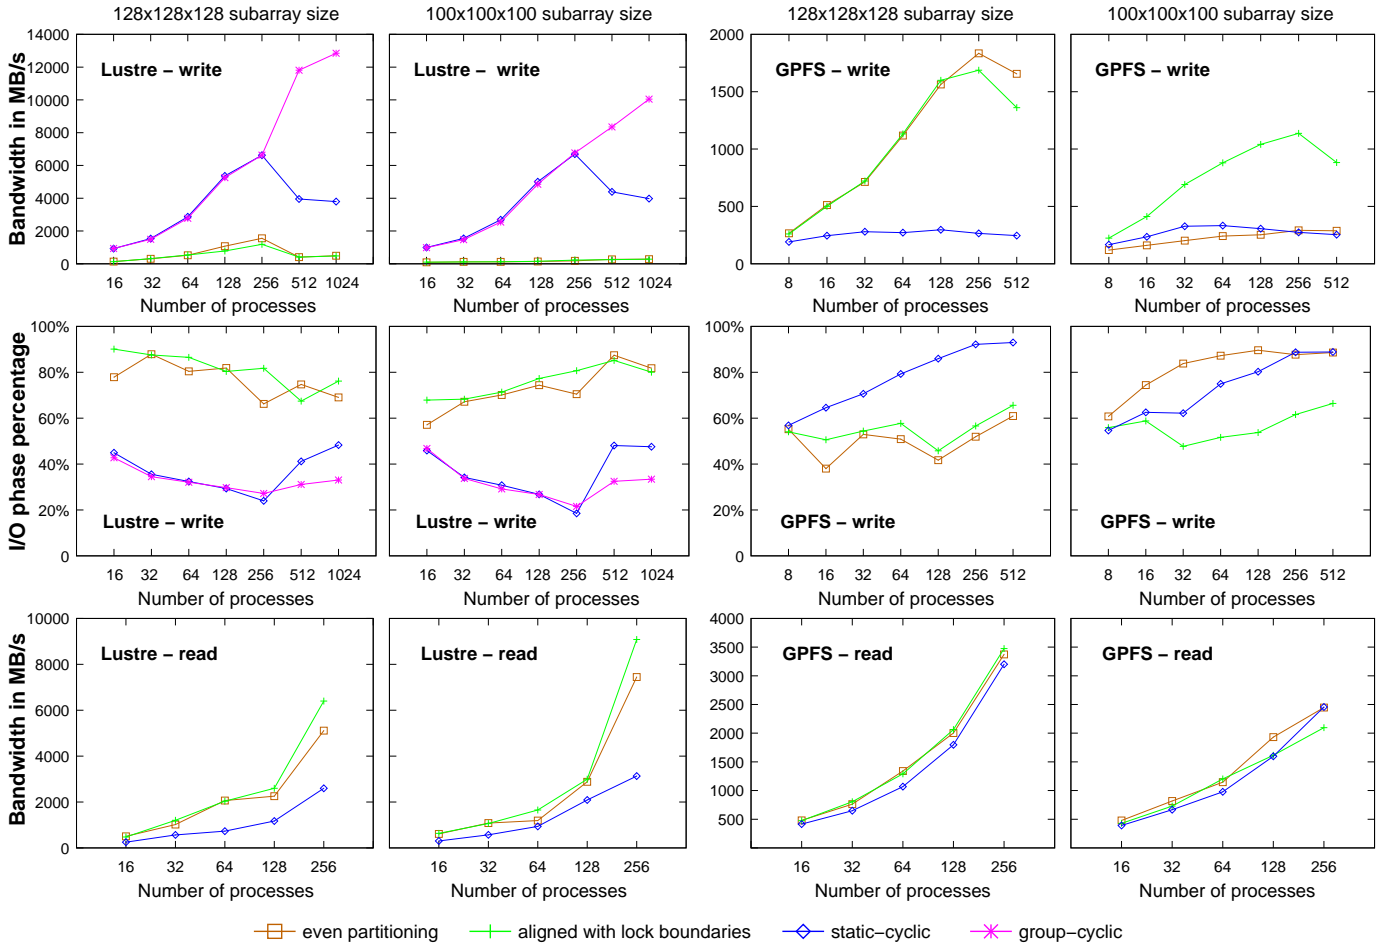 128x128x128 subarray size
100x100x100 subarray size
128x128x128 subarray size
100x100x100 subarray size
Bandwidth in MB/s
14000
12000
10000
8000
6000
4000
2000
0
Lustre – write
16 32 64 128 256 512 1024
Number of processes
Lustre – write
16 32 64 128 256 512 1024
Number of processes
2000
1500
1000
500
0
GPFS – write
8 16 32 64 128 256 512
Number of processes
GPFS – write
8 16 32 64 128 256 512
Number of processes
I/O phase percentage
100%
80%
60%
40%
20%
0
Lustre – write
16 32 64 128 256 512 1024
Number of processes
Lustre – write
16 32 64 128 256 512 1024
Number of processes
100%
80%
60%
40%
20%
0
GPFS – write
8 16 32 64 128 256 512
Number of processes
GPFS – write
8 16 32 64 128 256 512
Number of processes
Bandwidth in MB/s
10000
8000
6000
4000
2000
0
Lustre – read
16 32 64 128 256
Number of processes
Lustre – read
16 32 64 128 256
Number of processes
4000
3500
3000
2500
2000
1500
1000
500
GPFS – read
16 32 64 128 256
Number of processes
GPFS – read
16 32 64 128 256
Number of processes
even partitioning
aligned with lock boundaries
static–cyclic
group–cyclic